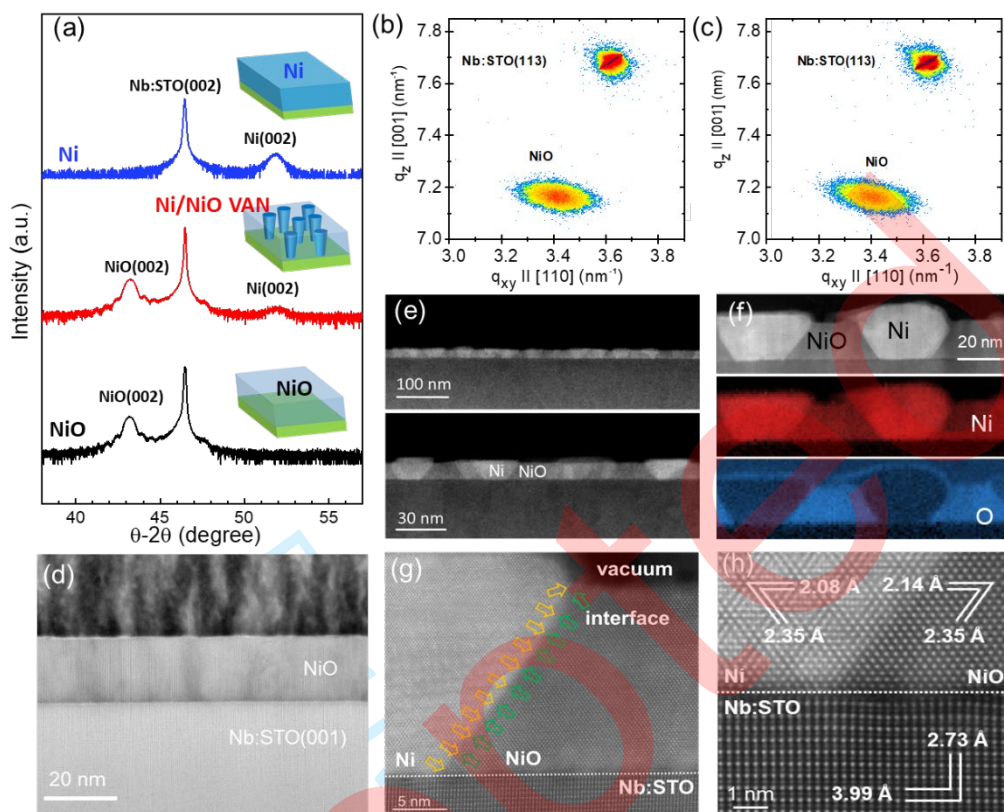 (a)
Ni
Nb:STO(002)
Ni(002)
Ni
Ni/NiO VAN
NiO(002)
Ni(002)
NiO(002)
NiO
NiO
Intensity (a.u.)
40 45 50 55
θ-2θ (degree)
(b)
Nb:STO(113)
NiO
7.8
7.6
7.4
7.2
7.0
3.0 3.2 3.4 3.6 3.8
q_z II [001] (nm⁻¹)
q_xy II [110] (nm⁻¹)
(c)
Nb:STO(113)
NiO
7.8
7.6
7.4
7.2
7.0
3.0 3.2 3.4 3.6 3.8
q_z II [001] (nm)
q_xy II [110] (nm⁻¹)
(e)
100 nm
Ni NiO
30 nm
(f)
NiO
Ni
20 nm
Ni
O
(d)
NiO
Nb:STO(001)
20 nm
(g)
vacuum
interface
Ni
NiO
Nb:STO
5 nm
(h)
2.08 Å 2.14 Å
2.35 Å 2.35 Å
Ni NiO
Nb:STO
2.73 Å
3.99 Å
1 nm